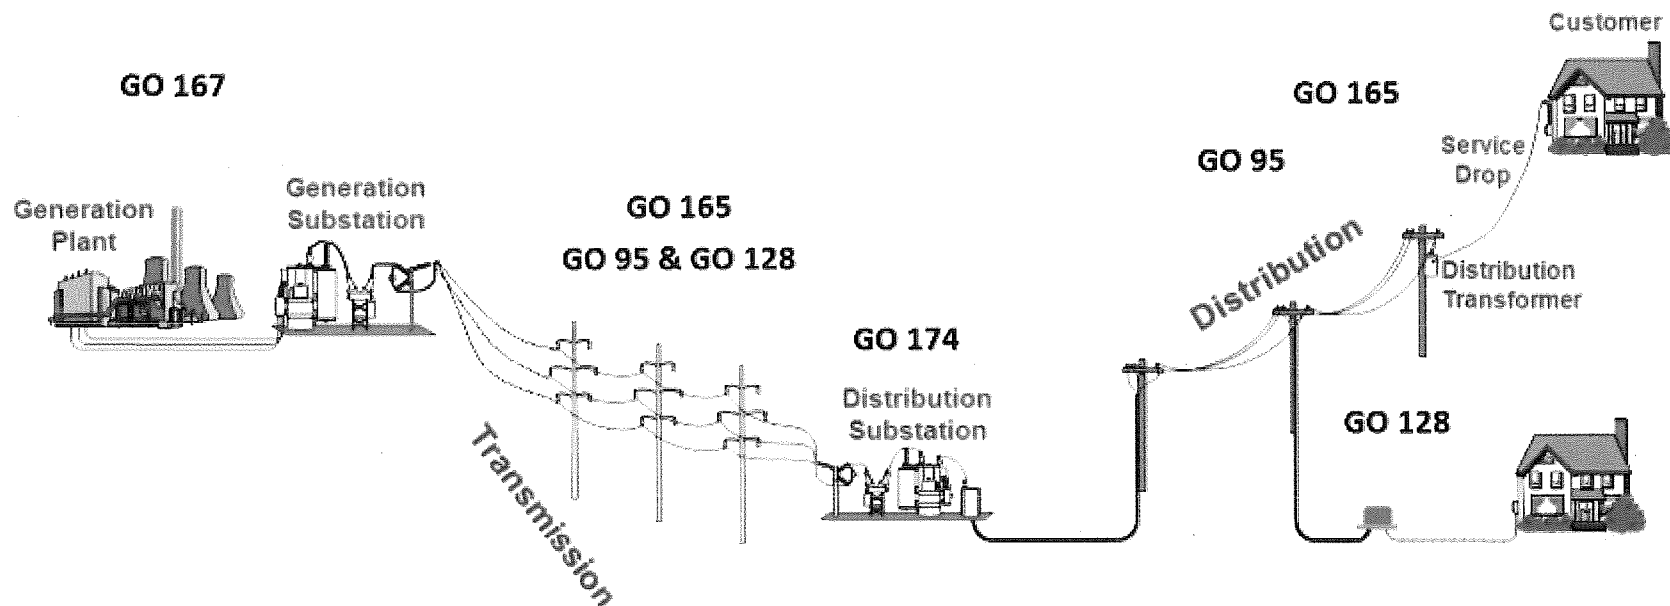 GO 167
Generation
Plant
Generation
Substation
GO 165
GO 95 & GO 128
Transmission
GO 174
Distribution
Substation
Distribution
GO 95
GO 165
Service
Drop
Customer
Distribution
Transformer
GO 128